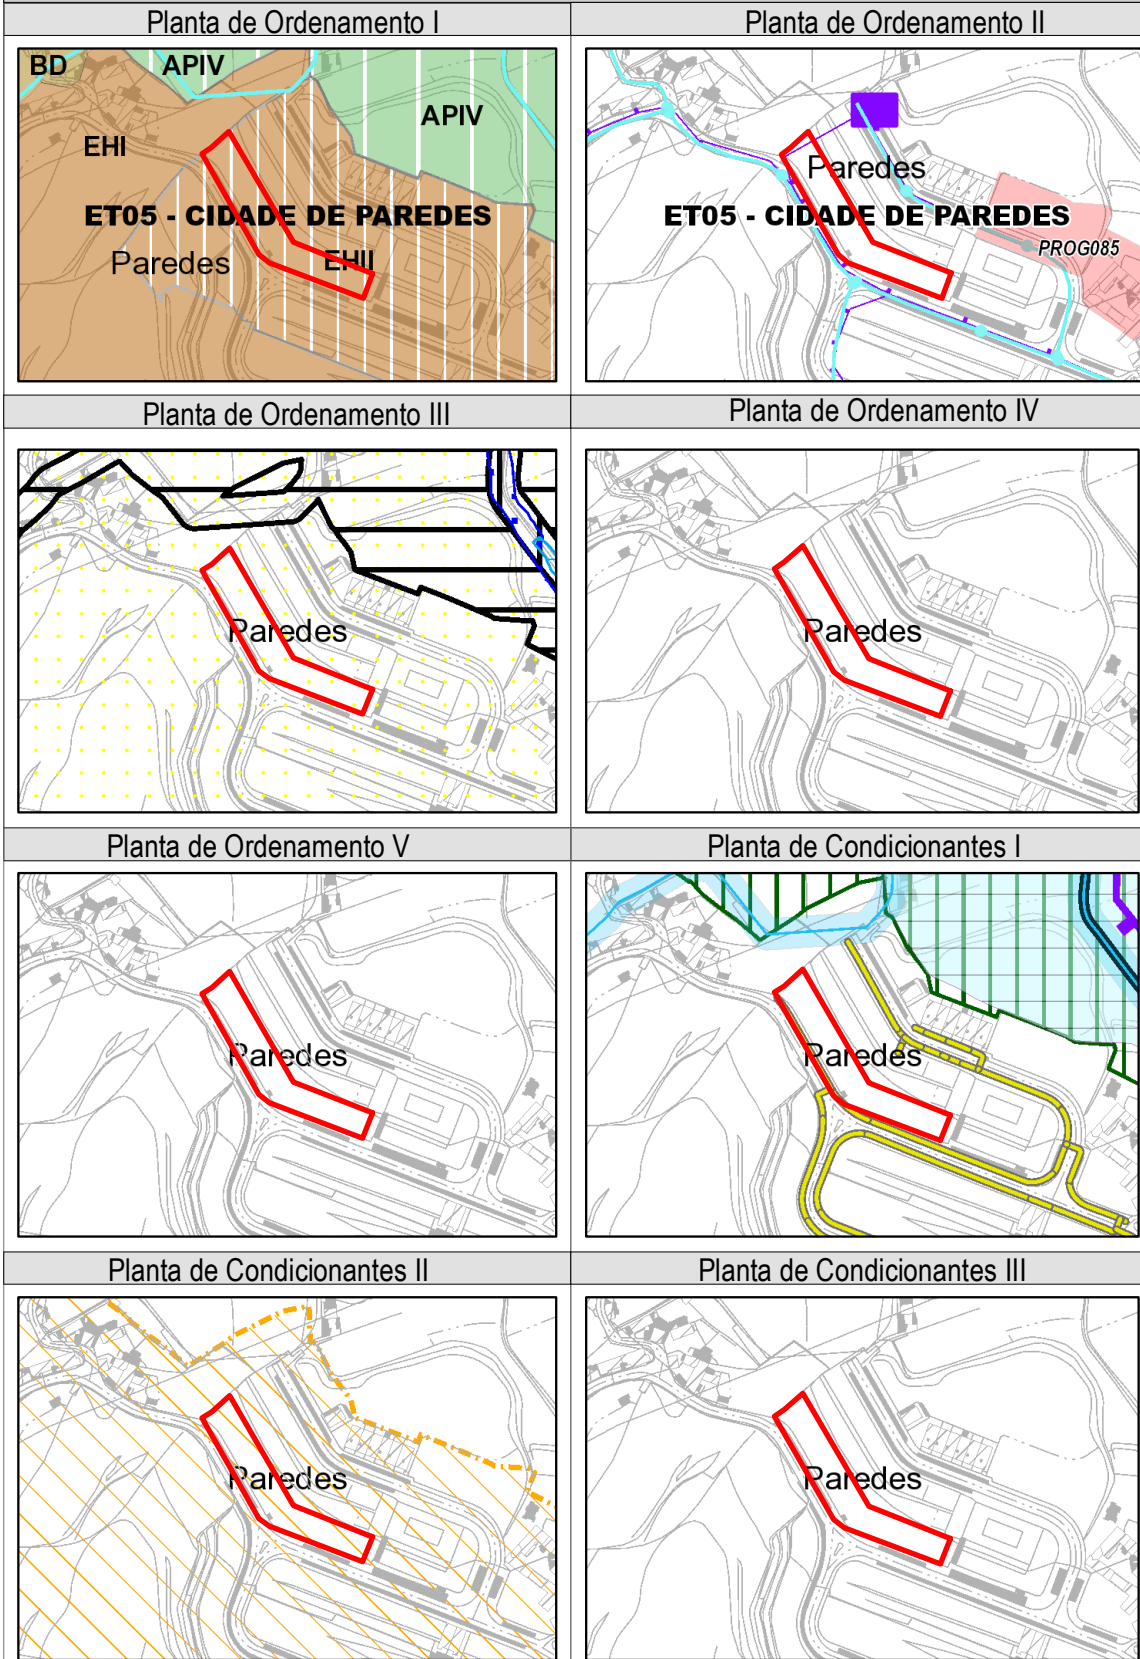 Planta de Ordenamento I
Planta de Ordenamento II
BD
APIV
APIV
EHI
ET05 - CIDADE DE PAREDES
Paredes
EHII
Paredes
ET05 - CIDADE DE PAREDES
PROG085
Planta de Ordenamento III
Planta de Ordenamento IV
Paredes
Paredes
Planta de Ordenamento V
Planta de Condicionantes I
Paredes
Paredes
Planta de Condicionantes II
Planta de Condicionantes III
Paredes
Paredes